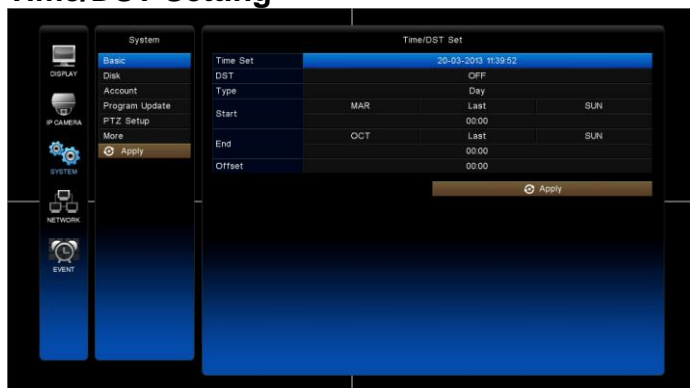 Time/DST Setting
System
Time/DST Set
DISPLAY
IP CAMERA
SYSTEM
NETWORK
EVENT
Basic
Disk
Account
Program Update
PTZ Setup
More
Apply
Time Set 20-03-2013 11:39:52
DST OFF
Type Day
Start MAR Last SUN
00:00
End OCT Last SUN
00:00
Offset 00:00
Apply